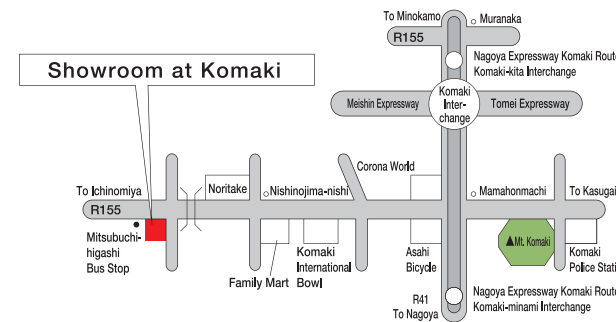 To Minokamo
Muranaka
R155
Nagoya Expressway Komaki Route
Komaki-kita Interchange
Showroom at Komaki
Meishin Expressway
Komaki
Inter-
change
Tomei Expressway
Corona World
To Ichinomiya
Noritake
Nishinojima-nishi
Mamahonmachi
To Kasugai
R155
Mitsubuchi-
higashi
Bus Stop
Family Mart
Komaki
International
Bowl
Asahi
Bicycle
▲Mt. Komaki
Komaki
Police Stati
R41
To Nagoya
Nagoya Expressway Komaki Route
Komaki-minami Interchange